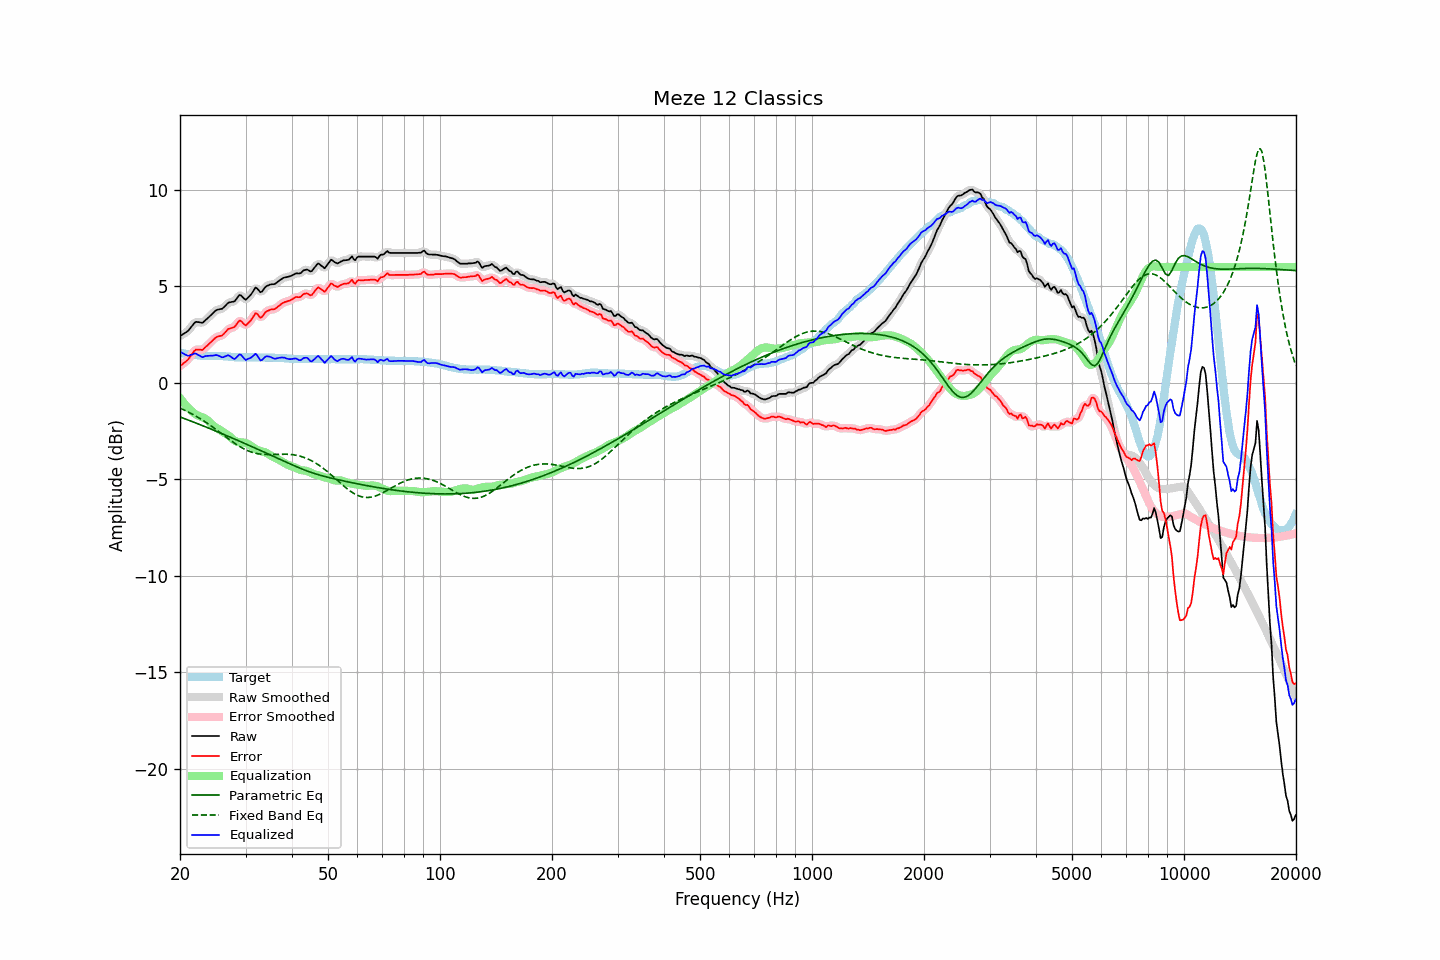 Meze 12 Classics
10
5
0
−5
−10
−15
−20
Amplitude (dBr)
Target
Raw Smoothed
Error Smoothed
Raw
Error
Equalization
Parametric Eq
Fixed Band Eq
Equalized
20 50 100 200 500 1000 2000 5000 10000 20000
Frequency (Hz)